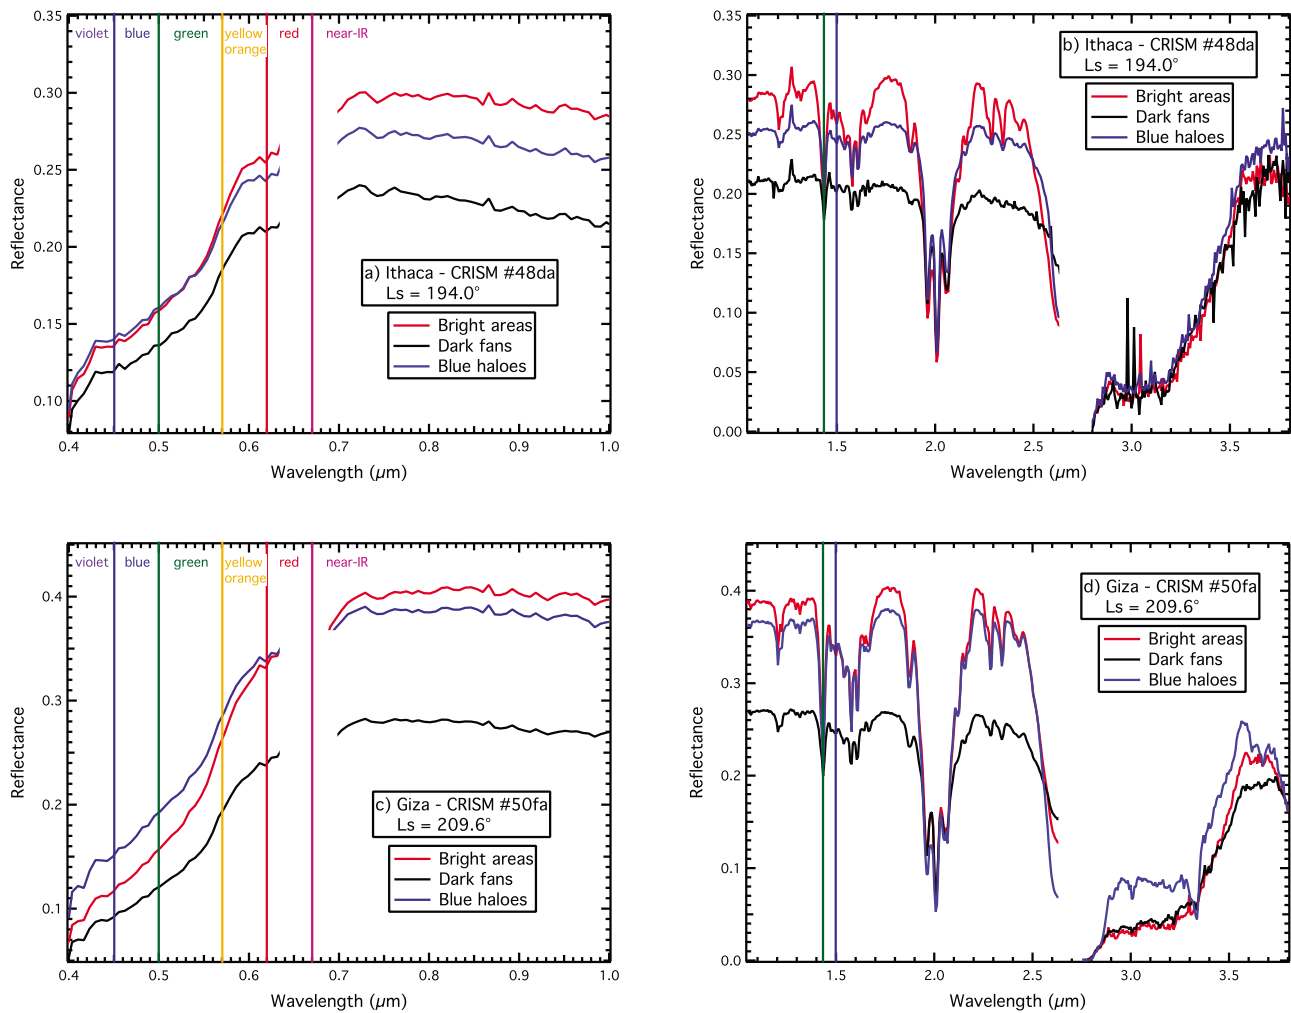 0.35
0.30
0.25
0.20
0.15
0.10
Reflectance
violet
blue
green
yellow
orange
red
near-IR
a) Ithaca - CRISM #48da
Ls = 194.0°
Bright areas
Dark fans
Blue haloes
0.4 0.5 0.6 0.7 0.8 0.9 1.0
Wavelength (µm)
0.35
0.30
0.25
0.20
0.15
0.10
0.05
0.00
Reflectance
b) Ithaca - CRISM #48da
Ls = 194.0°
Bright areas
Dark fans
Blue haloes
1.5 2.0 2.5 3.0 3.5
Wavelength (µm)
0.4
0.3
0.2
0.1
Reflectance
violet
blue
green
yellow
orange
red
near-IR
c) Giza - CRISM #50fa
Ls = 209.6°
Bright areas
Dark fans
Blue haloes
0.4 0.5 0.6 0.7 0.8 0.9 1.0
Wavelength (µm)
0.4
0.3
0.2
0.1
0.0
Reflectance
d) Giza - CRISM #50fa
Ls = 209.6°
Bright areas
Dark fans
Blue haloes
1.5 2.0 2.5 3.0 3.5
Wavelength (µm)